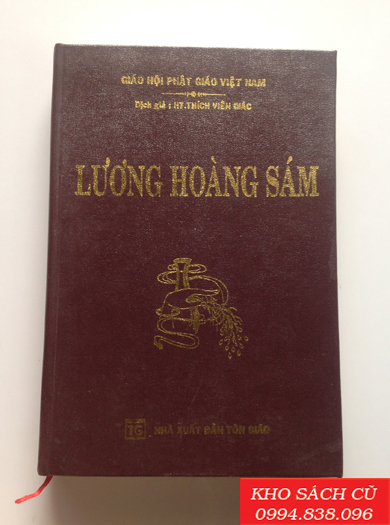 GIÁO HỘI PHẬT GIÁO VIỆT NAM
Dịch giả : HT.THÍCH VIÊN GIÁC
LƯƠNG HOÀNG SÁM
TG
NHÀ XUẤT BẢN TÔN GIÁO
KHO SÁCH CŨ
0994.838.096